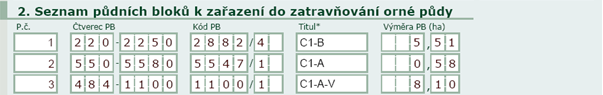 2. Seznam půdních bloků k zařazení do zatravňování orné půdy
P.č. Čtverec PB Kód PB Titul* Výměra PB (ha)
1 220-2250 2882/4 C1-B 5,51
2 550-5580 5547/1 C1-A 0,58
3 484-1100 1100/1 C1-A-V 8,10